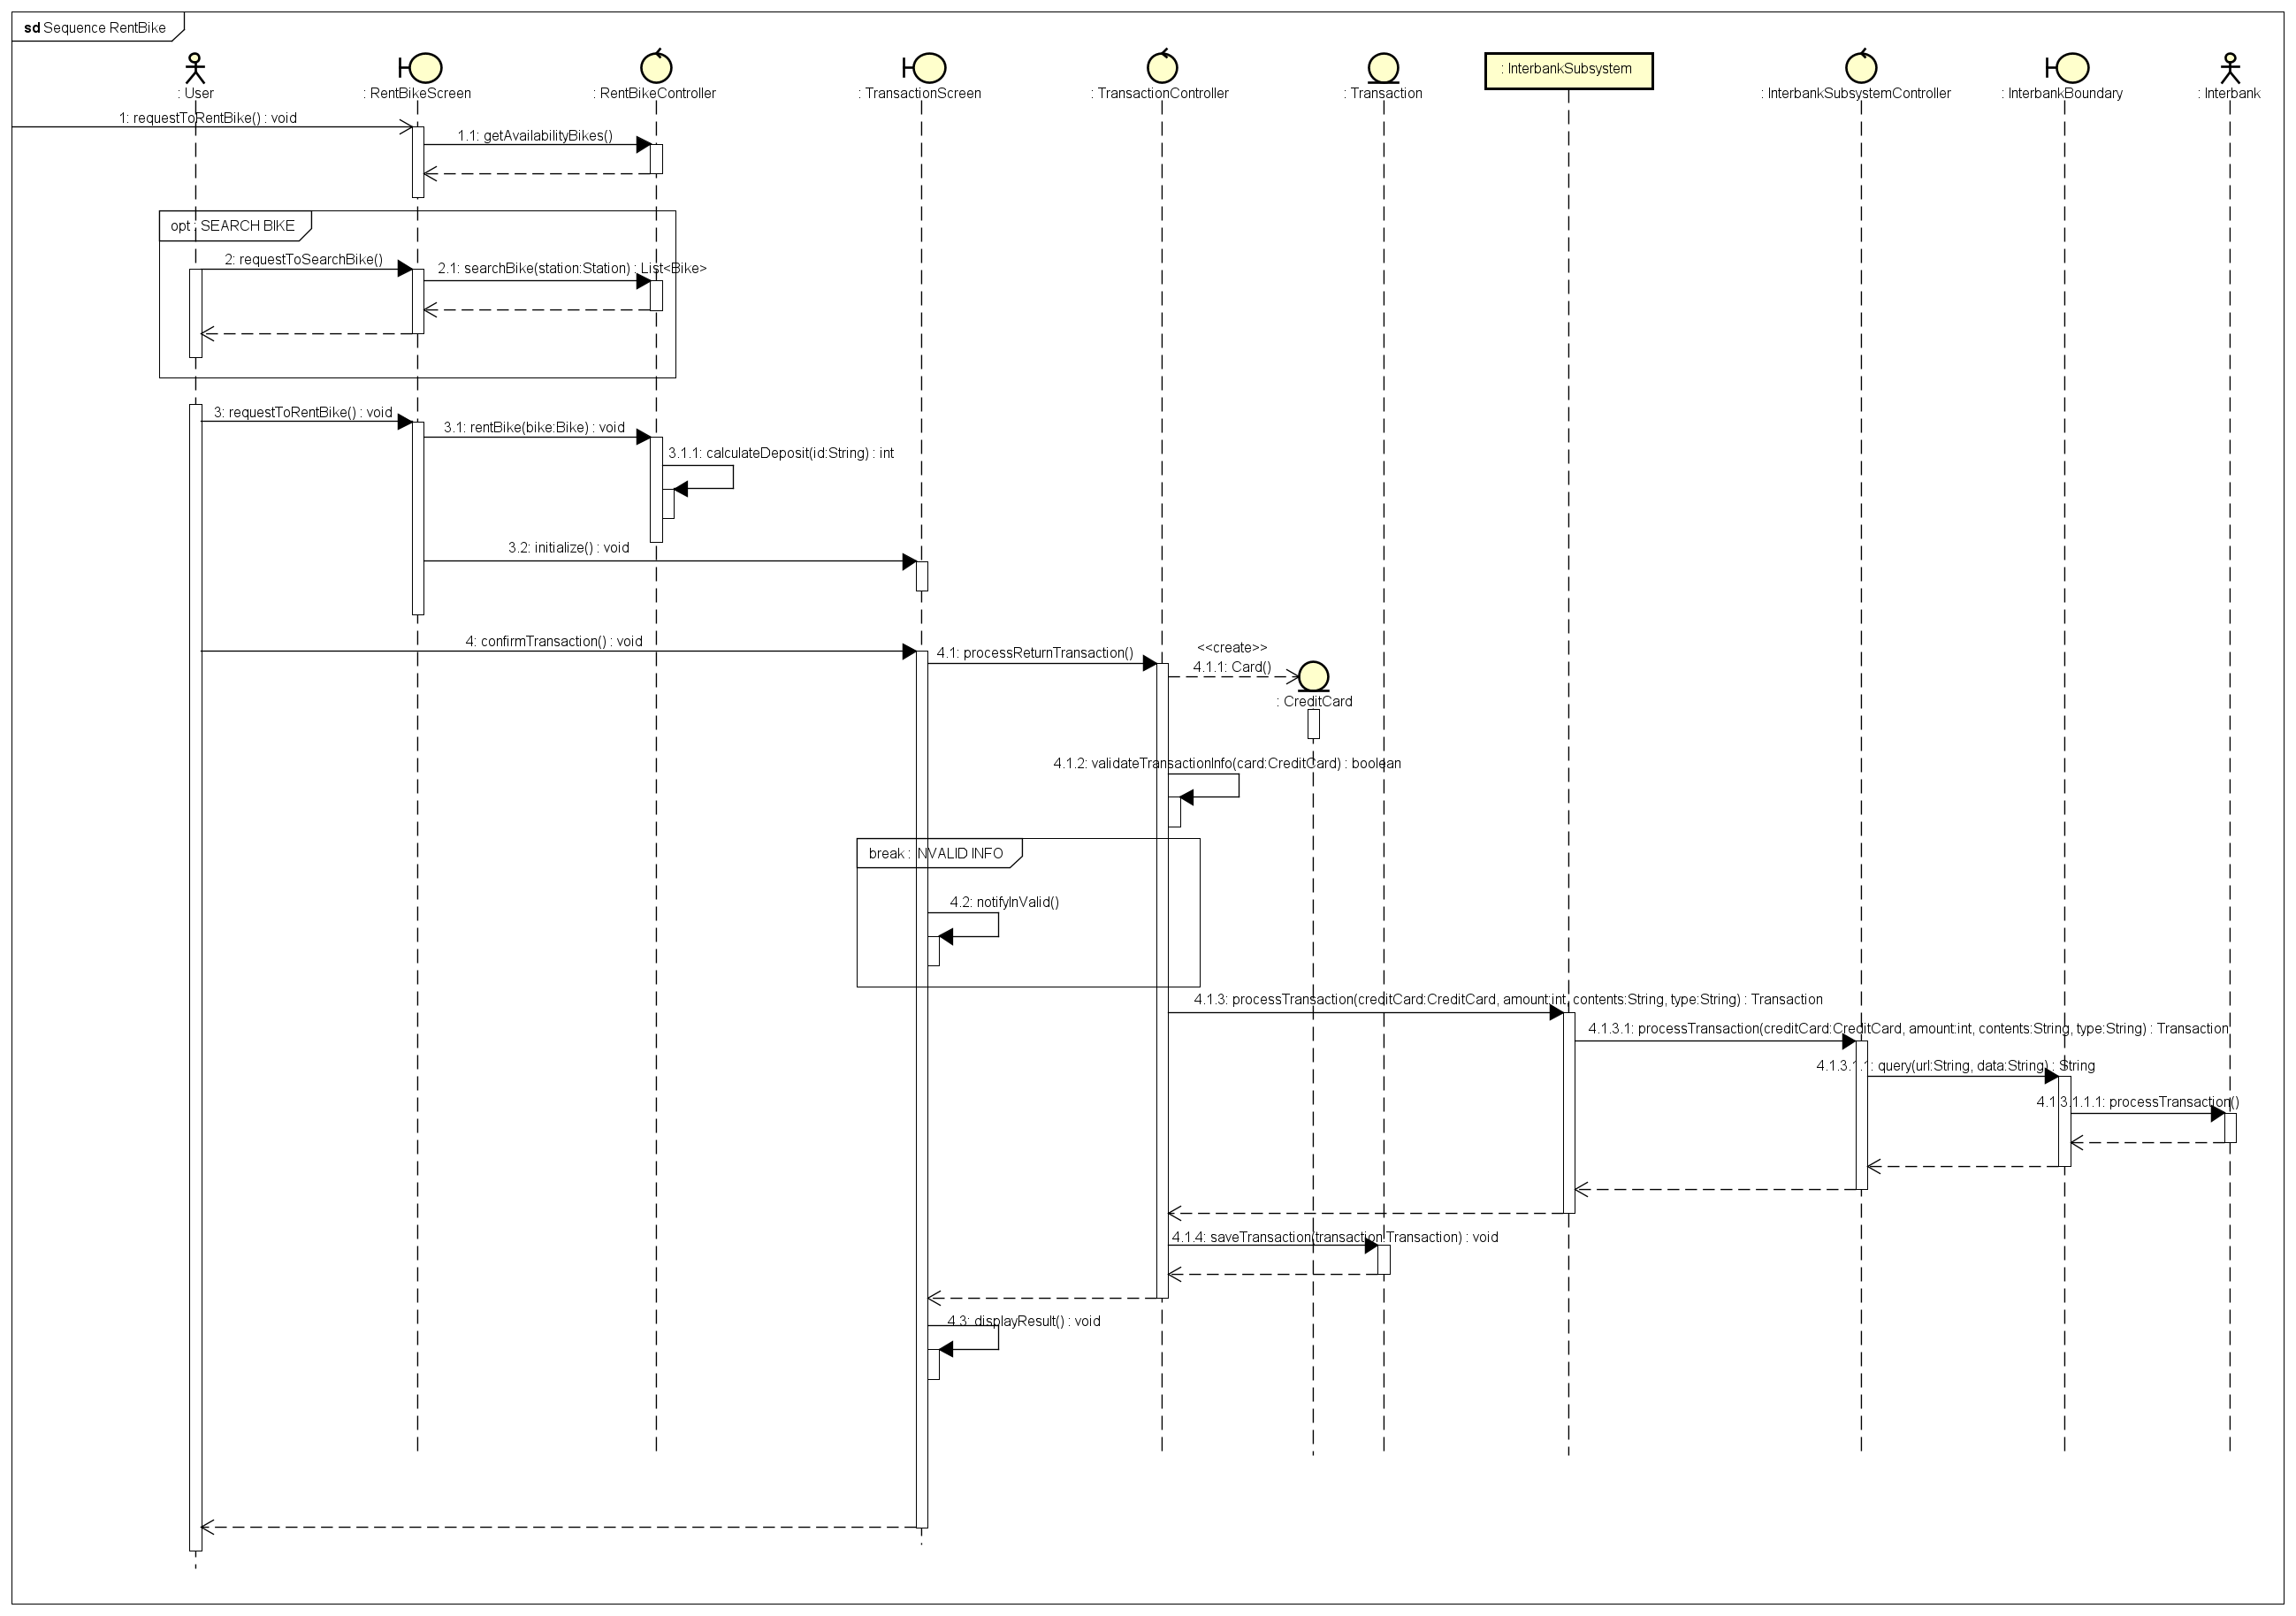 sd Sequence RentBike
: User
: RentBikeScreen
: RentBikeController
: TransactionScreen
: TransactionController
: Transaction
: InterbankSubsystem
: InterbankSubsystemController
: InterbankBoundary
: Interbank
1: requestToRentBike() : void
1.1: getAvailabilityBikes()
opt : SEARCH BIKE
2: requestToSearchBike()
2.1: searchBike(station:Station) : List<Bike>
3: requestToRentBike() : void
3.1: rentBike(bike:Bike) : void
3.1.1: calculateDeposit(id:String) : int
3.2: initialize() : void
4: confirmTransaction() : void
4.1: processReturnTransaction()
<<create>>
4.1.1: Card()
: CreditCard
4.1.2: validateTransactionInfo(card:CreditCard) : boolean
break : INVALID INFO
4.2: notifyInValid()
4.1.3: processTransaction(creditCard:CreditCard, amount:int, contents:String, type:String) : Transaction
4.1.3.1: processTransaction(creditCard:CreditCard, amount:int, contents:String, type:String) : Transaction
4.1.3.1.1: query(url:String, data:String) : String
4.1.3.1.1.1: processTransaction()
4.1.4: saveTransaction(transaction:Transaction) : void
4.3: displayResult() : void